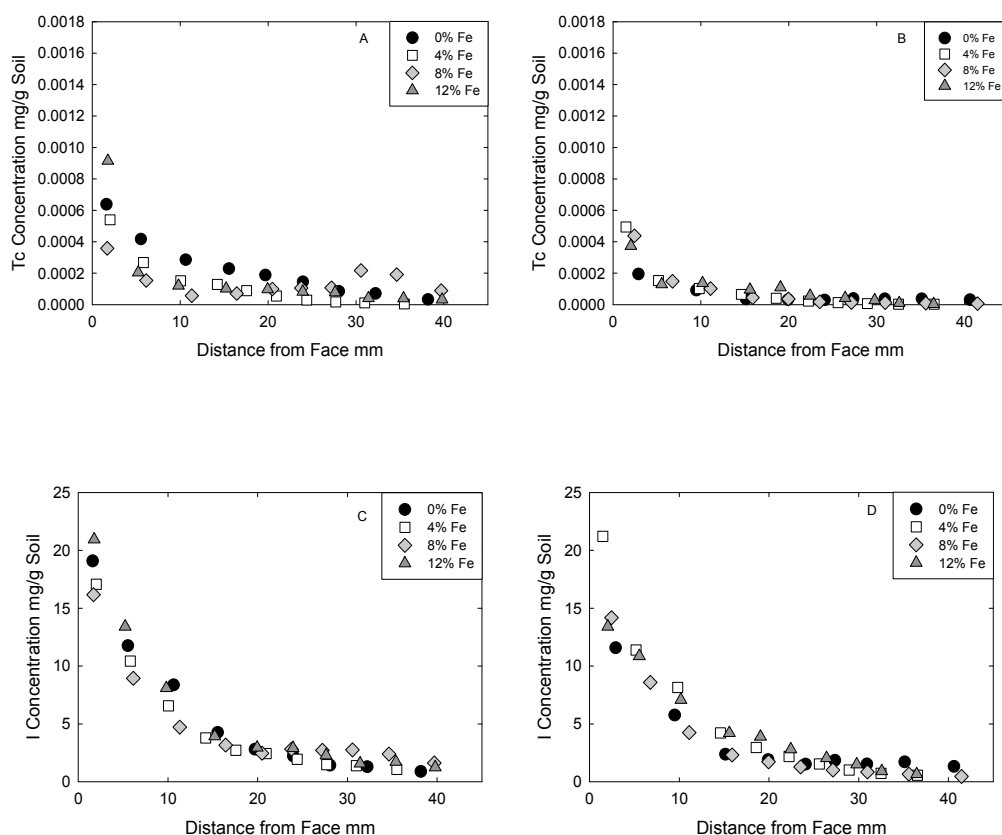 A
0% Fe
4% Fe
8% Fe
12% Fe
0.0018
0.0016
0.0014
0.0012
0.0010
0.0008
0.0006
0.0004
0.0002
0.0000
Tc Concentration mg/g Soil
0 10 20 30 40
Distance from Face mm
B
0% Fe
4% Fe
8% Fe
12% Fe
0.0018
0.0016
0.0014
0.0012
0.0010
0.0008
0.0006
0.0004
0.0002
0.0000
Tc Concentration mg/g Soil
0 10 20 30 40
Distance from Face mm
C
0% Fe
4% Fe
8% Fe
12% Fe
25
20
15
10
5
0
I Concentration mg/g Soil
0 10 20 30 40
Distance from Face mm
D
0% Fe
4% Fe
8% Fe
12% Fe
25
20
15
10
5
0
I Concentration mg/g Soil
0 10 20 30 40
Distance from Face mm